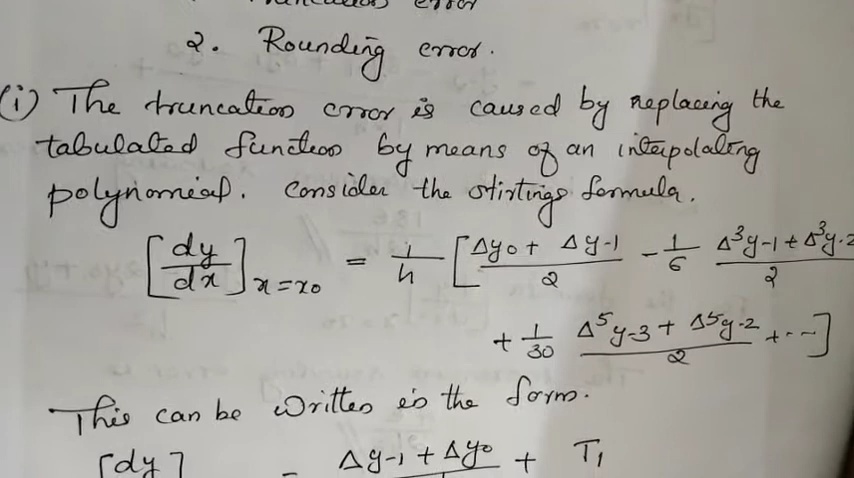 2. Rounding error.
(i) The truncation error is caused by replacing the
tabulated function by means of an interpolating
polynomial. Consider the stirtings formula.
[dy/dx]x=x0 = 1/h [(Δy0 + Δy-1)/2 - 1/6 (Δ³y-1 + Δ³y-2)/2
+ 1/30 (Δ⁵y-3 + Δ⁵y-2)/2 + --]
This can be written in the form.
[dy] = Δy-1 + Δy0 + T1